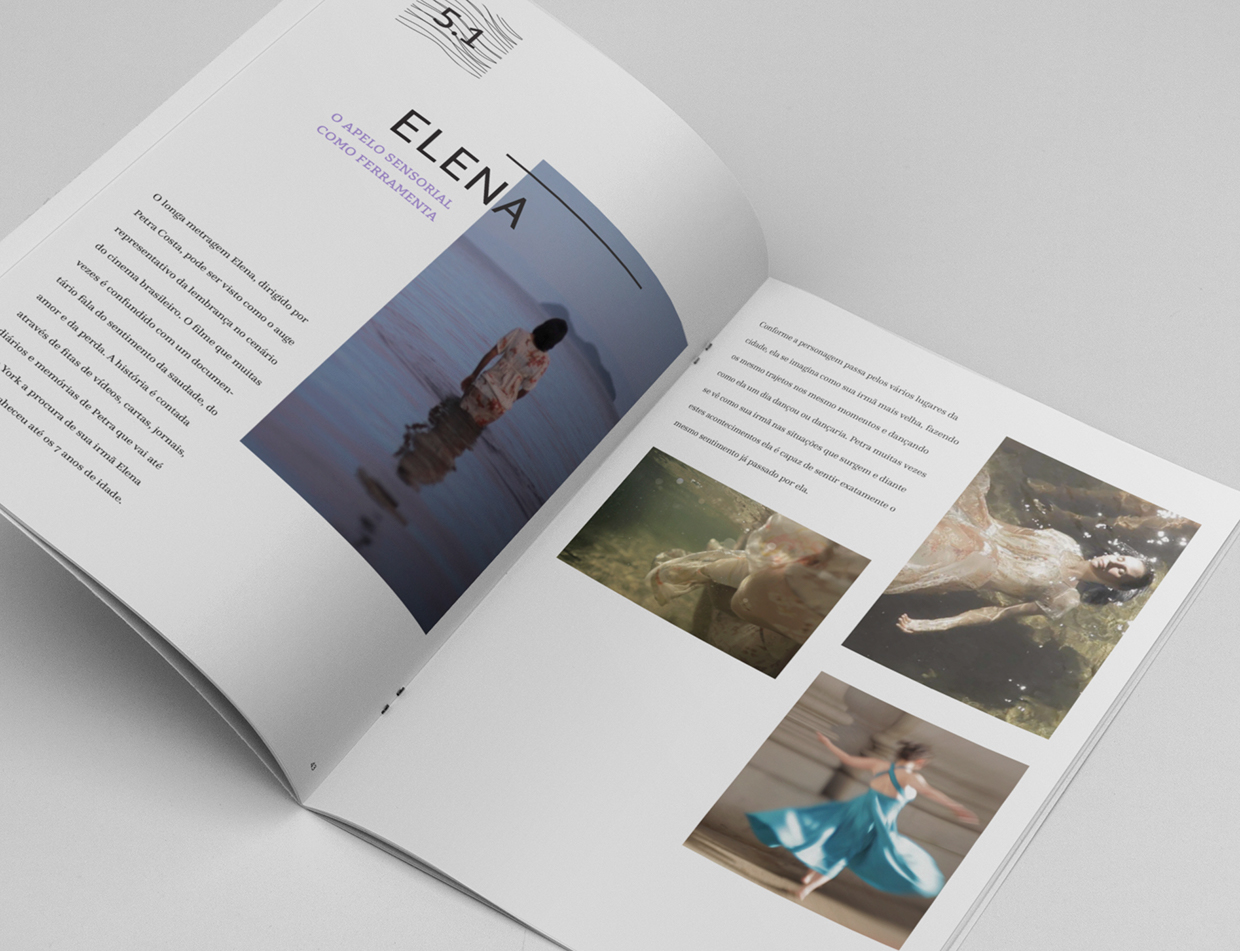 5.1
ELENA
O APELO SENSORIAL
COMO FERRAMENTA
O longa metragem Elena, dirigido por
Petra Costa, pode ser visto como o auge
representativo da lembrança no cenário
do cinema brasileiro. O filme que muitas
vezes é confundido com um documen-
tário fala do sentimento da saudade, do
amor e da perda. A história é contada
através de fitas de vídeos, cartas, jornais,
diários e memórias de Petra que vai até
York a procura de sua irmã Elena
até os 7 anos de idade.
Conforme a personagem passa pelos vários lugares da
cidade, ela se imagina como sua irmã mais velha, fazendo
os mesmo trajetos nos mesmo momentos e dançando
como ela um dia dançou ou dançaria. Petra muitas vezes
se vê como sua irmã nas situações que surgem e diante
estes acontecimentos ela é capaz de sentir exatamente o
mesmo sentimento já passado por ela.